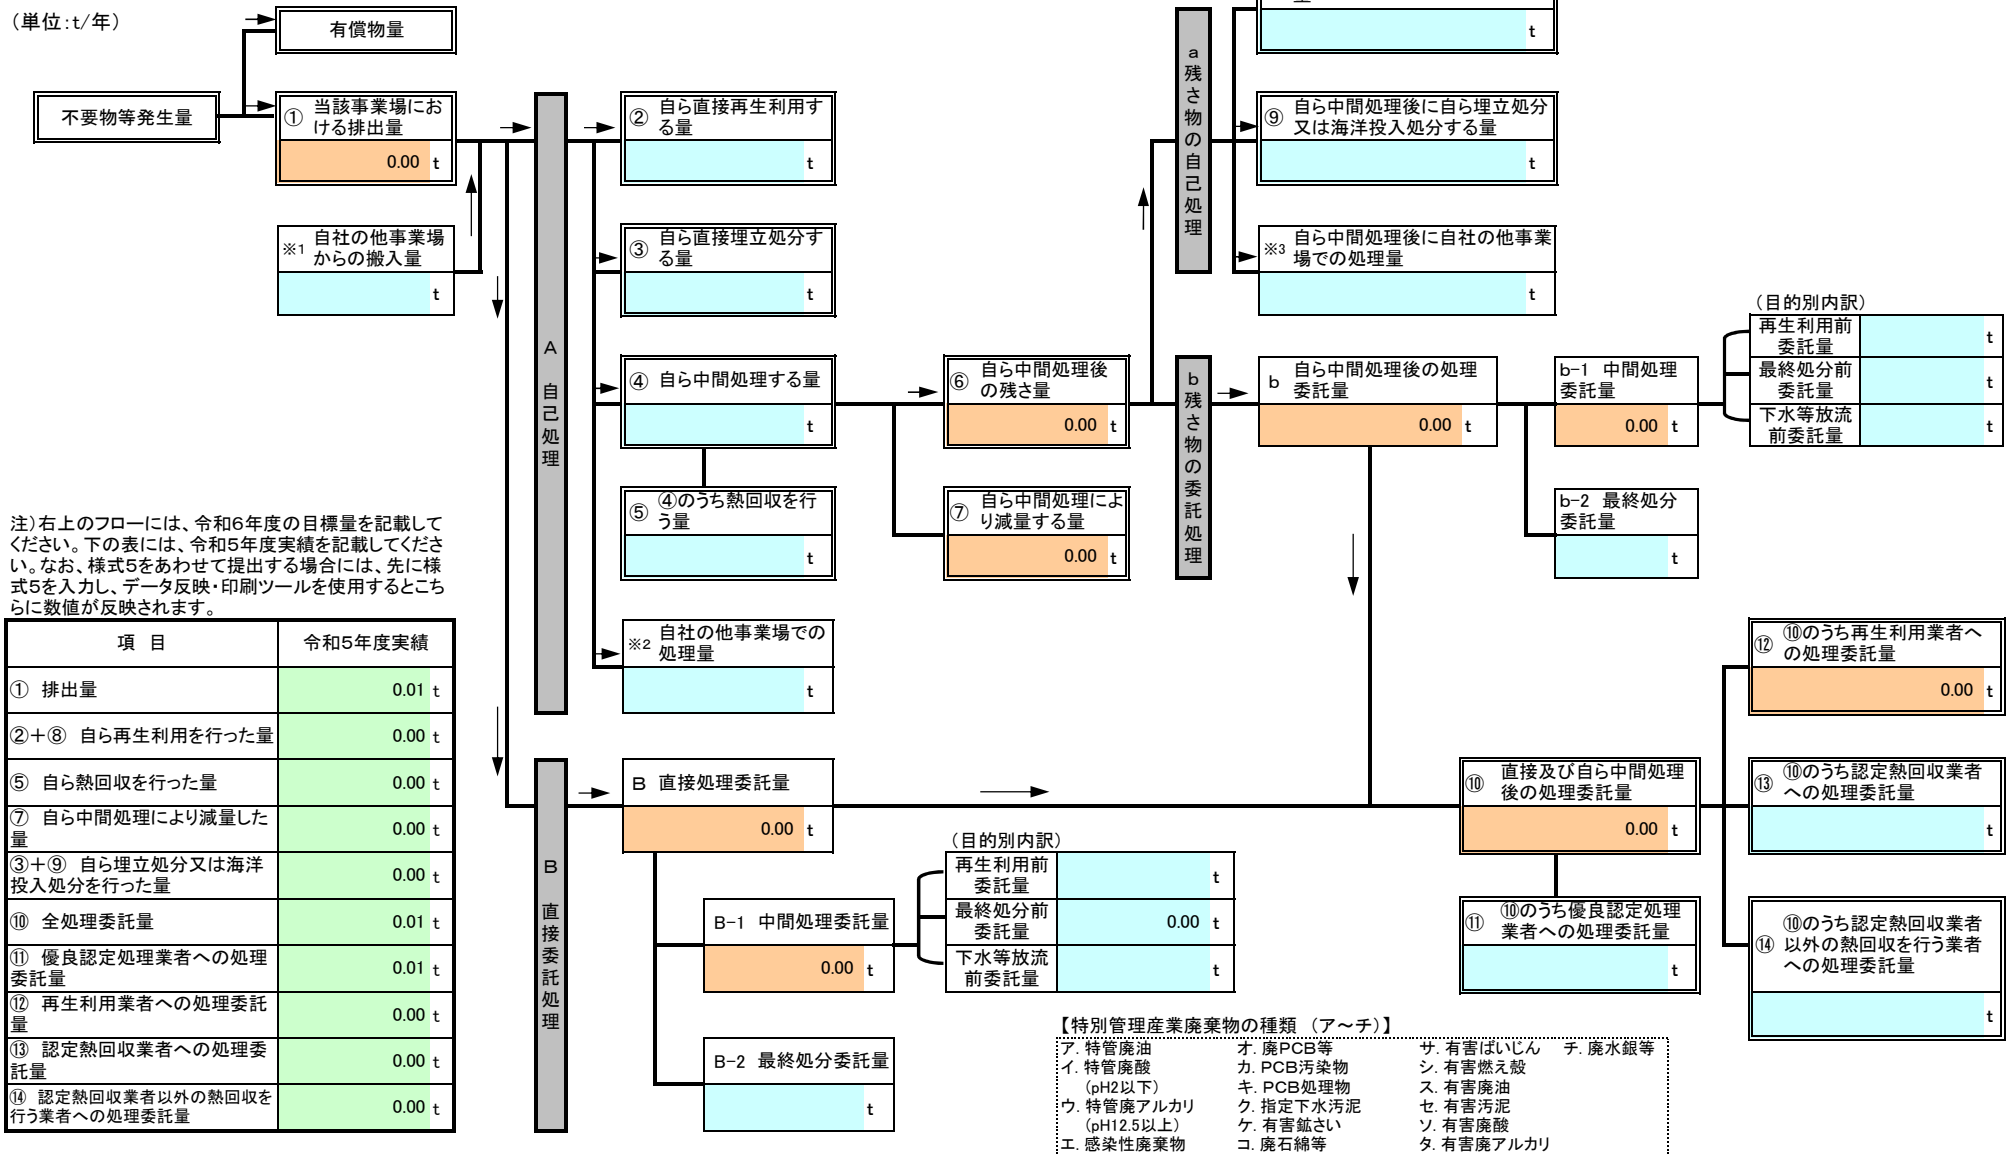 （単位：t/年）
有償物量
t
不要物等発生量
①
当該事業場にお
ける排出量
0.00 t
※1
自社の他事業場
からの搬入量
t
A
自己処理
②
自ら直接再生利用す
る量
t
③
自ら直接埋立処分す
る量
t
④ 自ら中間処理する量
t
⑤
④のうち熱回収を行
う量
t
※2
自社の他事業場での
処理量
t
⑥
自ら中間処理後
の残さ量
0.00 t
⑦
自ら中間処理によ
り減量する量
0.00 t
a残さ物の自己処理
⑨
自ら中間処理後に自ら埋立処分
又は海洋投入処分する量
t
※3
自ら中間処理後に自社の他事業
場での処理量
t
b残さ物の委託処理
b
自ら中間処理後の処理
委託量
0.00 t
b-1 中間処理
委託量
0.00 t
b-2 最終処分
委託量
t
（目的別内訳）
再生利用前
委託量
t
最終処分前
委託量
t
下水等放流
前委託量
t
注）右上のフローには、令和6年度の目標量を記載して
ください。下の表には、令和5年度実績を記載してくださ
い。なお、様式5をあわせて提出する場合には、先に様
式5を入力し、データ反映・印刷ツールを使用するとこち
らに数値が反映されます。
項 目 令和5年度実績
① 排出量 0.01 t
②＋⑧ 自ら再生利用を行った量 0.00 t
⑤ 自ら熱回収を行った量 0.00 t
⑦ 自ら中間処理により減量した
量 0.00 t
③＋⑨ 自ら埋立処分又は海洋
投入処分を行った量 0.00 t
⑩ 全処理委託量 0.01 t
⑪ 優良認定処理業者への処理
委託量 0.01 t
⑫ 再生利用業者への処理委託
量 0.00 t
⑬ 認定熱回収業者への処理委
託量 0.00 t
⑭ 認定熱回収業者以外の熱回収を
行う業者への処理委託量 0.00 t
B
直接委託処理
B 直接処理委託量
0.00 t
B-1 中間処理委託量
0.00 t
B-2 最終処分委託量
t
（目的別内訳）
再生利用前
委託量
t
最終処分前
委託量
0.00 t
下水等放流
前委託量
t
⑩
直接及び自ら中間処理
後の処理委託量
0.00 t
⑪
⑩のうち優良認定処理
業者への処理委託量
t
⑫
⑩のうち再生利用業者へ
の処理委託量
0.00 t
⑬
⑩のうち認定熱回収業者
への処理委託量
t
⑭
⑩のうち認定熱回収業者
以外の熱回収を行う業者
への処理委託量
t
【特別管理産業廃棄物の種類 （ア～チ）】
ア. 特管廃油 オ. 廃PCB等 サ. 有害ばいじん チ. 廃水銀等
イ. 特管廃酸 カ. PCB汚染物 シ. 有害燃え殻
（pH2以下） キ. PCB処理物 ス. 有害廃油
ウ. 特管廃アルカリ ク. 指定下水汚泥 セ. 有害汚泥
（pH12.5以上） ケ. 有害鉱さい ソ. 有害廃酸
エ. 感染性廃棄物 コ. 廃石綿等 タ. 有害廃アルカリ